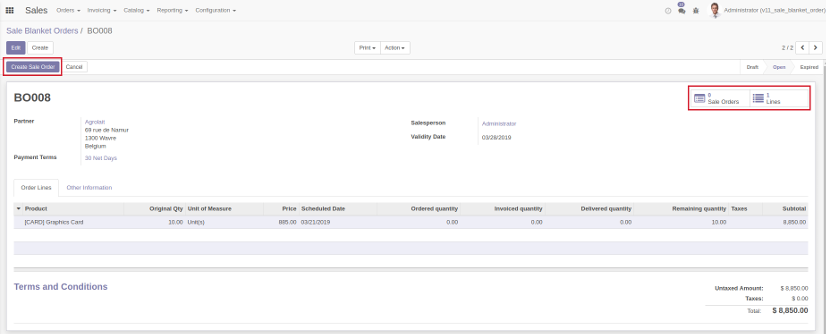 Sales Orders Invoicing Catalog Reporting Configuration Administrator (v11_sale_blanket_order)
Sale Blanket Orders / BO008
Edit Create Print Action 2 / 2
Create Sale Order Cancel Draft Open Expired
BO008
0 Sale Orders
1 Lines
Partner Agrolait
69 rue de Namur
1300 Wavre
Belgium
Payment Terms 30 Net Days
Salesperson Administrator
Validity Date 03/28/2019
Order Lines Other Information
Product Original Qty Unit of Measure Price Scheduled Date Ordered quantity Invoiced quantity Delivered quantity Remaining quantity Taxes Subtotal
[CARD] Graphics Card 10.00 Unit(s) 885.00 03/21/2019 0.00 0.00 0.00 10.00 8,850.00
Terms and Conditions
Untaxed Amount: $ 8,850.00
Taxes: $ 0.00
Total: $ 8,850.00